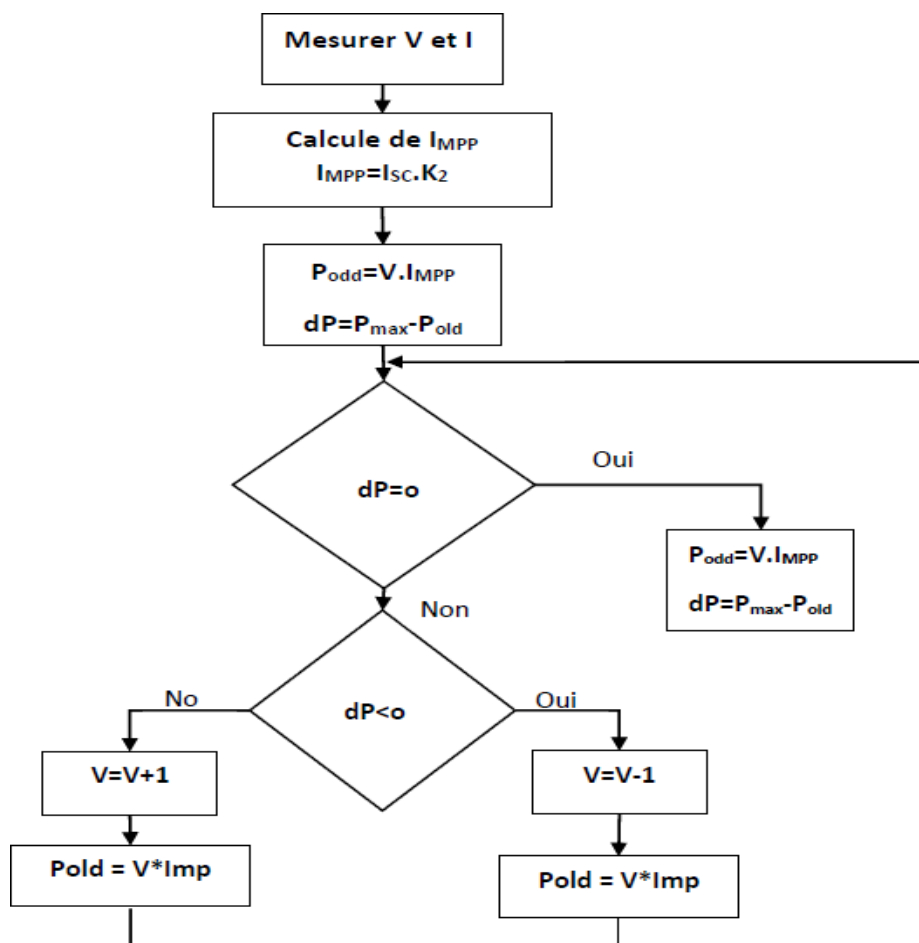 Mesurer V et I
Calcule de IMPP
IMPP=ISC.K2
Podd=V.IMPP
dP=Pmax-Pold
Oui
dP=o
Podd=V.IMPP
dP=Pmax-Pold
Non
No
dP<o
Oui
V=V+1
V=V-1
Pold = V*Imp
Pold = V*Imp